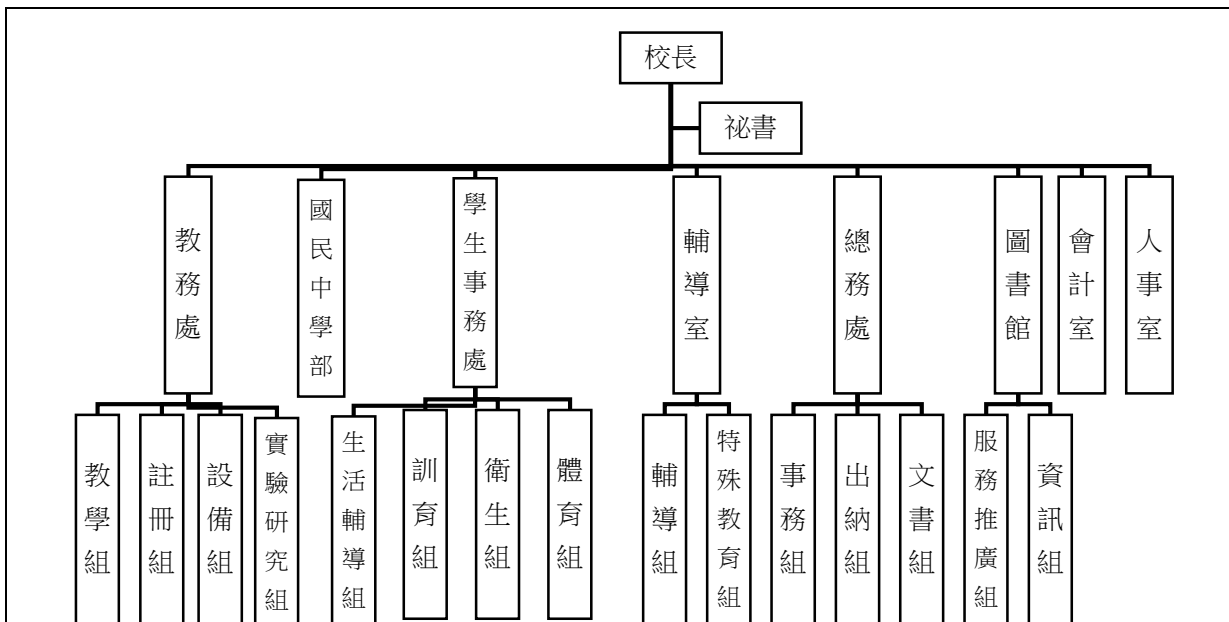 校長
祕書
教務處
國民中學部
學生事務處
輔導室
總務處
圖書館
會計室
人事室
教學組
註冊組
設備組
實驗研究組
生活輔導組
訓育組
衛生組
體育組
輔導組
特殊教育組
事務組
出納組
文書組
服務推廣組
資訊組